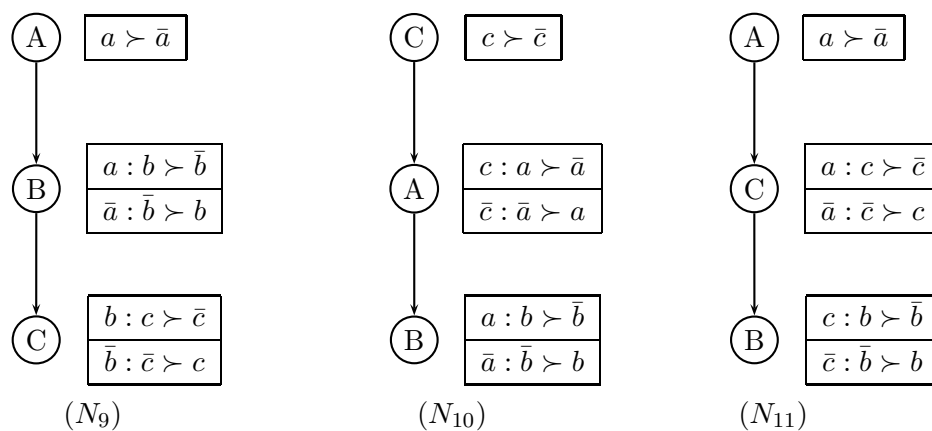 A a ≻ ā C c ≻ c̄ A a ≻ ā
a : b ≻ b̄ c : a ≻ ā a : c ≻ c̄
B A C
ā : b̄ ≻ b c̄ : ā ≻ a ā : c̄ ≻ c
b : c ≻ c̄ a : b ≻ b̄ c : b ≻ b̄
C B B
b̄ : c̄ ≻ c ā : b̄ ≻ b c̄ : b̄ ≻ b
(N₉) (N₁₀) (N₁₁)